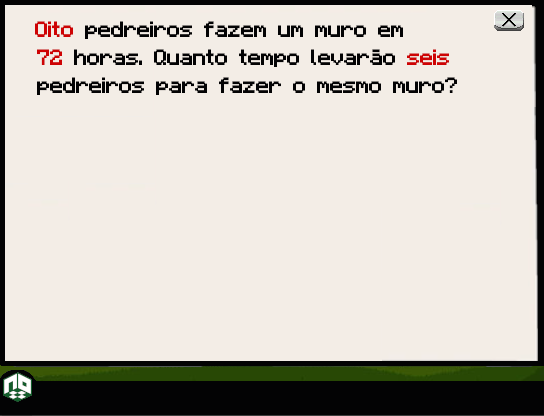 Oito pedreiros fazem um muro em
72 horas. Quanto tempo levarão seis
pedreiros para fazer o mesmo muro?